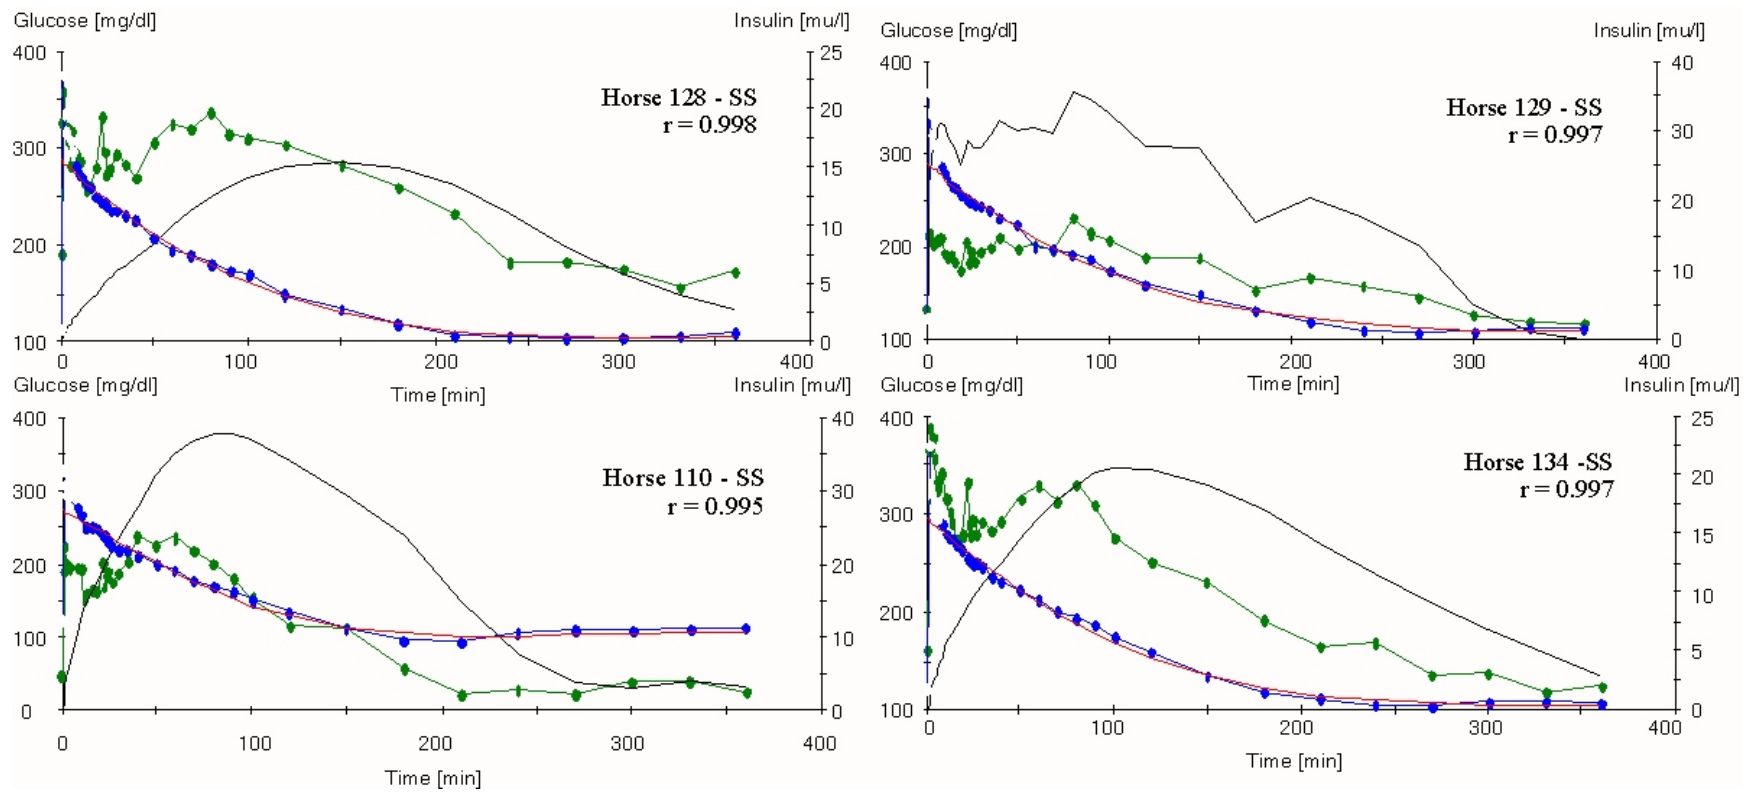 Glucose [mg/dl] Insulin [mu/l]
400 25
Horse 128 - SS
r = 0.998
20
300
15
200
10
5
100 0
0 100 200 300 400
Time [min]
Glucose [mg/dl] Insulin [mu/l]
400 40
Horse 129 - SS
r = 0.997
30
300
20
200
10
100 0
0 100 200 300 400
Time [min]
Glucose [mg/dl] Insulin [mu/l]
400 40
Horse 110 - SS
r = 0.995
300 30
200 20
100 10
0 0
0 100 200 300 400
Time [min]
Glucose [mg/dl] Insulin [mu/l]
400 25
Horse 134 -SS
r = 0.997
20
300
15
200
10
5
100 0
0 100 200 300 400
Time [min]